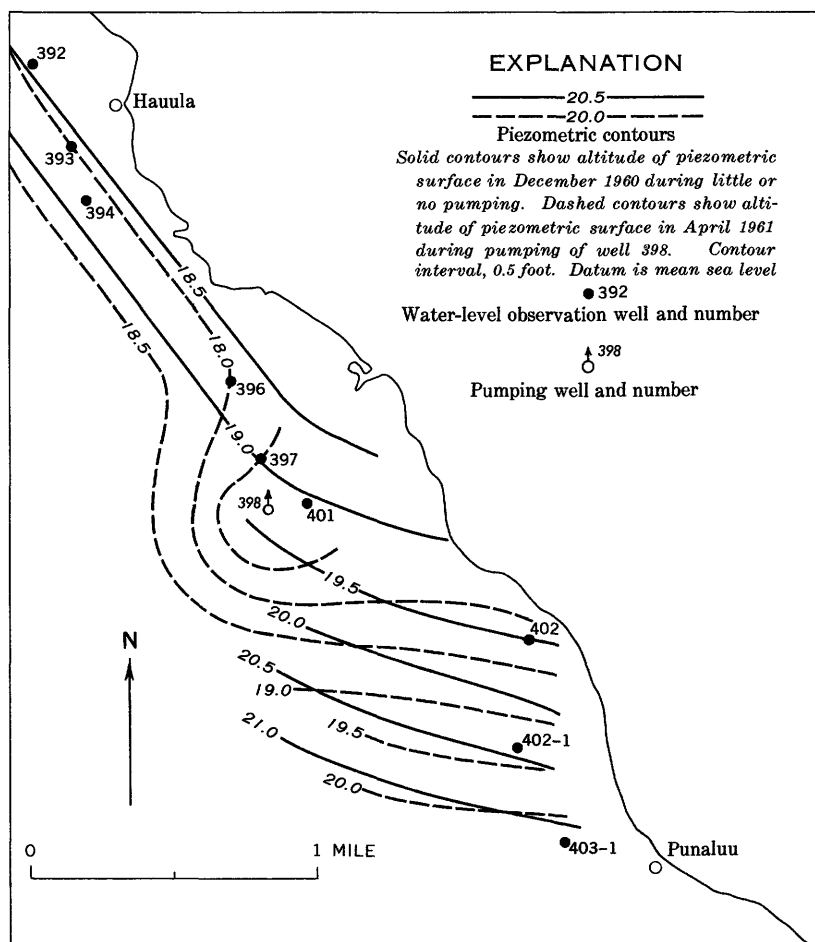 392
Hauula
393
394
EXPLANATION
20.5
20.0
Piezometric contours
Solid contours show altitude of piezometric
surface in December 1960 during little or
no pumping. Dashed contours show alti-
tude of piezometric surface in April 1961
during pumping of well 398. Contour
interval, 0.5 foot. Datum is mean sea level
392
Water-level observation well and number
398
Pumping well and number
18.5
18.5
18.0
396
19.0
397
398
401
19.5
20.0
402
20.5
19.0
21.0
19.5
402-1
20.0
403-1
Punaluu
N
0
1 MILE